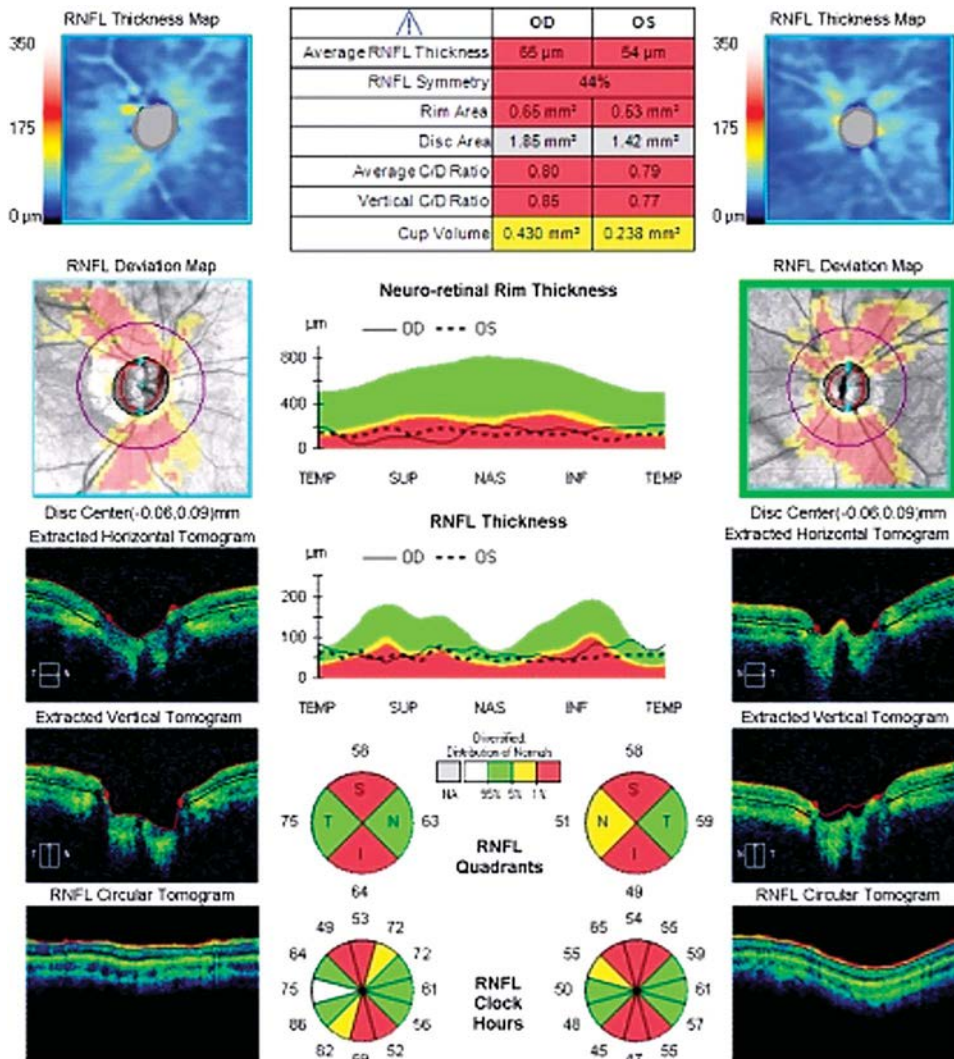 RNFL Thickness Map
350
175
0 µm
OD OS
Average RNFL Thickness 65 µm 54 µm
RNFL Symmetry 44%
Rim Area 0.65 mm² 0.53 mm²
Disc Area 1.85 mm² 1.42 mm²
Average C/D Ratio 0.80 0.79
Vertical C/D Ratio 0.85 0.77
Cup Volume 0.430 mm³ 0.238 mm³
RNFL Thickness Map
350
175
0 µm
RNFL Deviation Map
Disc Center(-0.06,0.09)mm
Neuro-retinal Rim Thickness
µm OD OS
800
400
0
TEMP SUP NAS INF TEMP
RNFL Deviation Map
Disc Center(-0.06,0.09)mm
Extracted Horizontal Tomogram
T N
RNFL Thickness
µm OD OS
200
100
0
TEMP SUP NAS INF TEMP
Extracted Horizontal Tomogram
T N
Extracted Vertical Tomogram
T N
Diversified:
Distribution of Normals
NA 95% 5% 1%
58
S
75 T N 63
I
64
RNFL
Quadrants
58
S
51 N T 59
I
49
Extracted Vertical Tomogram
T N
RNFL Circular Tomogram
53
49 72
64 72
75 61
86 56
82 52
RNFL
Clock
Hours
54
65 55
55 59
50 61
48 57
45 55
47
RNFL Circular Tomogram